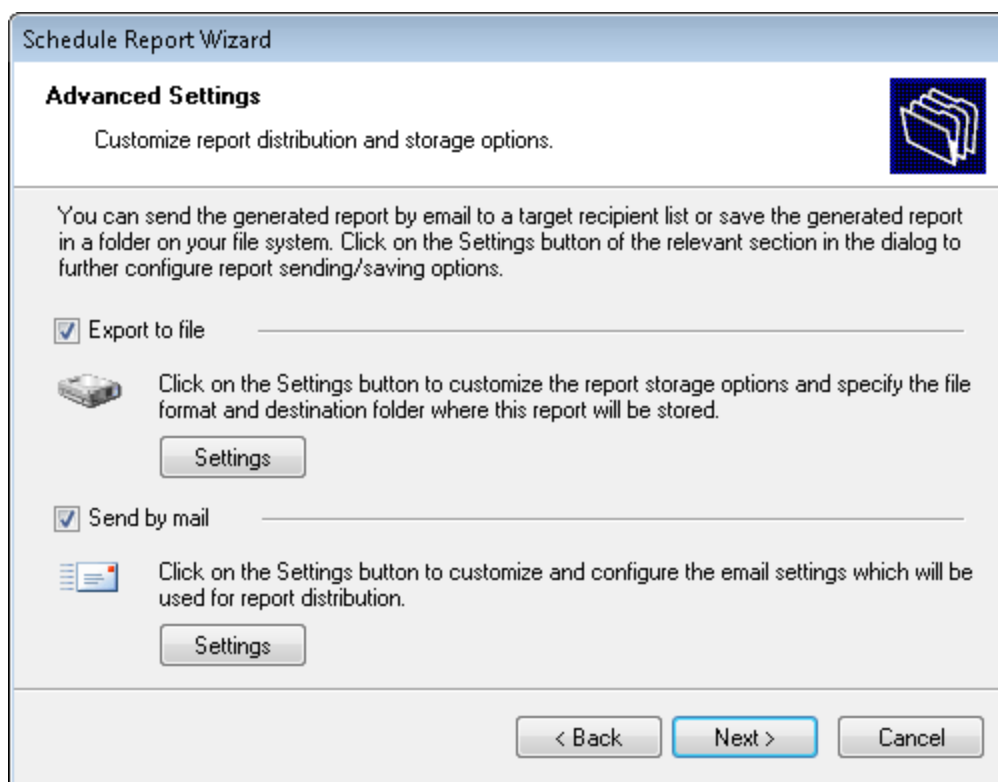 Schedule Report Wizard
Advanced Settings
Customize report distribution and storage options.
You can send the generated report by email to a target recipient list or save the generated report
in a folder on your file system. Click on the Settings button of the relevant section in the dialog to
further configure report sending/saving options.
Export to file
Click on the Settings button to customize the report storage options and specify the file
format and destination folder where this report will be stored.
Settings
Send by mail
Click on the Settings button to customize and configure the email settings which will be
used for report distribution.
Settings
< Back Next > Cancel